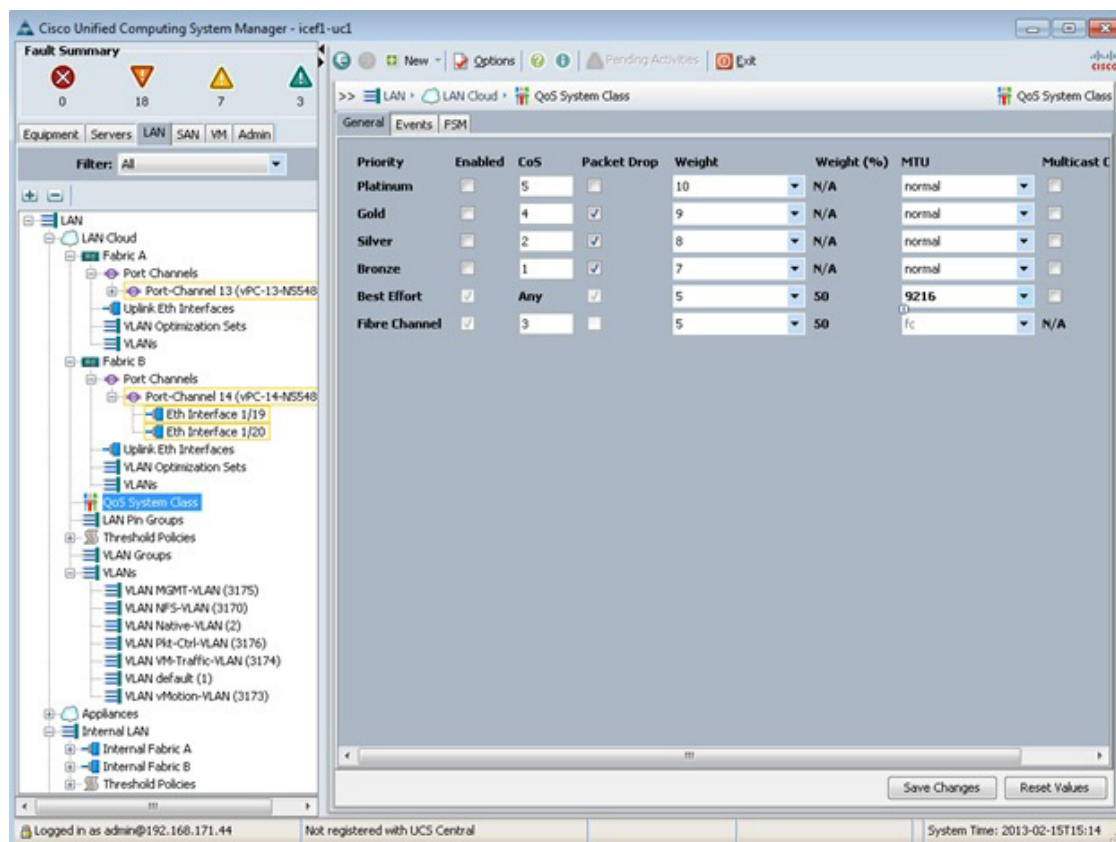 Cisco Unified Computing System Manager - icef1-uc1
Fault Summary
0 18 7 3
New Options Pending Activities Exit
cisco
>> LAN LAN Cloud QoS System Class QoS System Class
Equipment Servers LAN SAN VM Admin
Filter: All
General Events FSM
Priority Enabled CoS Packet Drop Weight Weight (%) MTU Multicast C
Platinum 5 10 N/A normal
Gold 4 9 N/A normal
Silver 2 8 N/A normal
Bronze 1 7 N/A normal
Best Effort Any 5 50 9216
Fibre Channel 3 5 50 fc N/A
LAN
LAN Cloud
Fabric A
Port Channels
Port-Channel 13 (vPC-13-N5548
Uplink Eth Interfaces
VLAN Optimization Sets
VLANs
Fabric B
Port Channels
Port-Channel 14 (vPC-14-N5548
Eth Interface 1/19
Eth Interface 1/20
Uplink Eth Interfaces
VLAN Optimization Sets
VLANs
QoS System Class
LAN Pin Groups
Threshold Policies
VLAN Groups
VLANs
VLAN MGMT-VLAN (3175)
VLAN NFS-VLAN (3170)
VLAN Native-VLAN (2)
VLAN Pkt-Ctrl-VLAN (3176)
VLAN VM-Traffic-VLAN (3174)
VLAN default (1)
VLAN vMotion-VLAN (3173)
Appliances
Internal LAN
Internal Fabric A
Internal Fabric B
Threshold Policies
Save Changes Reset Values
Logged in as admin@192.168.171.44 Not registered with UCS Central System Time: 2013-02-15T15:14